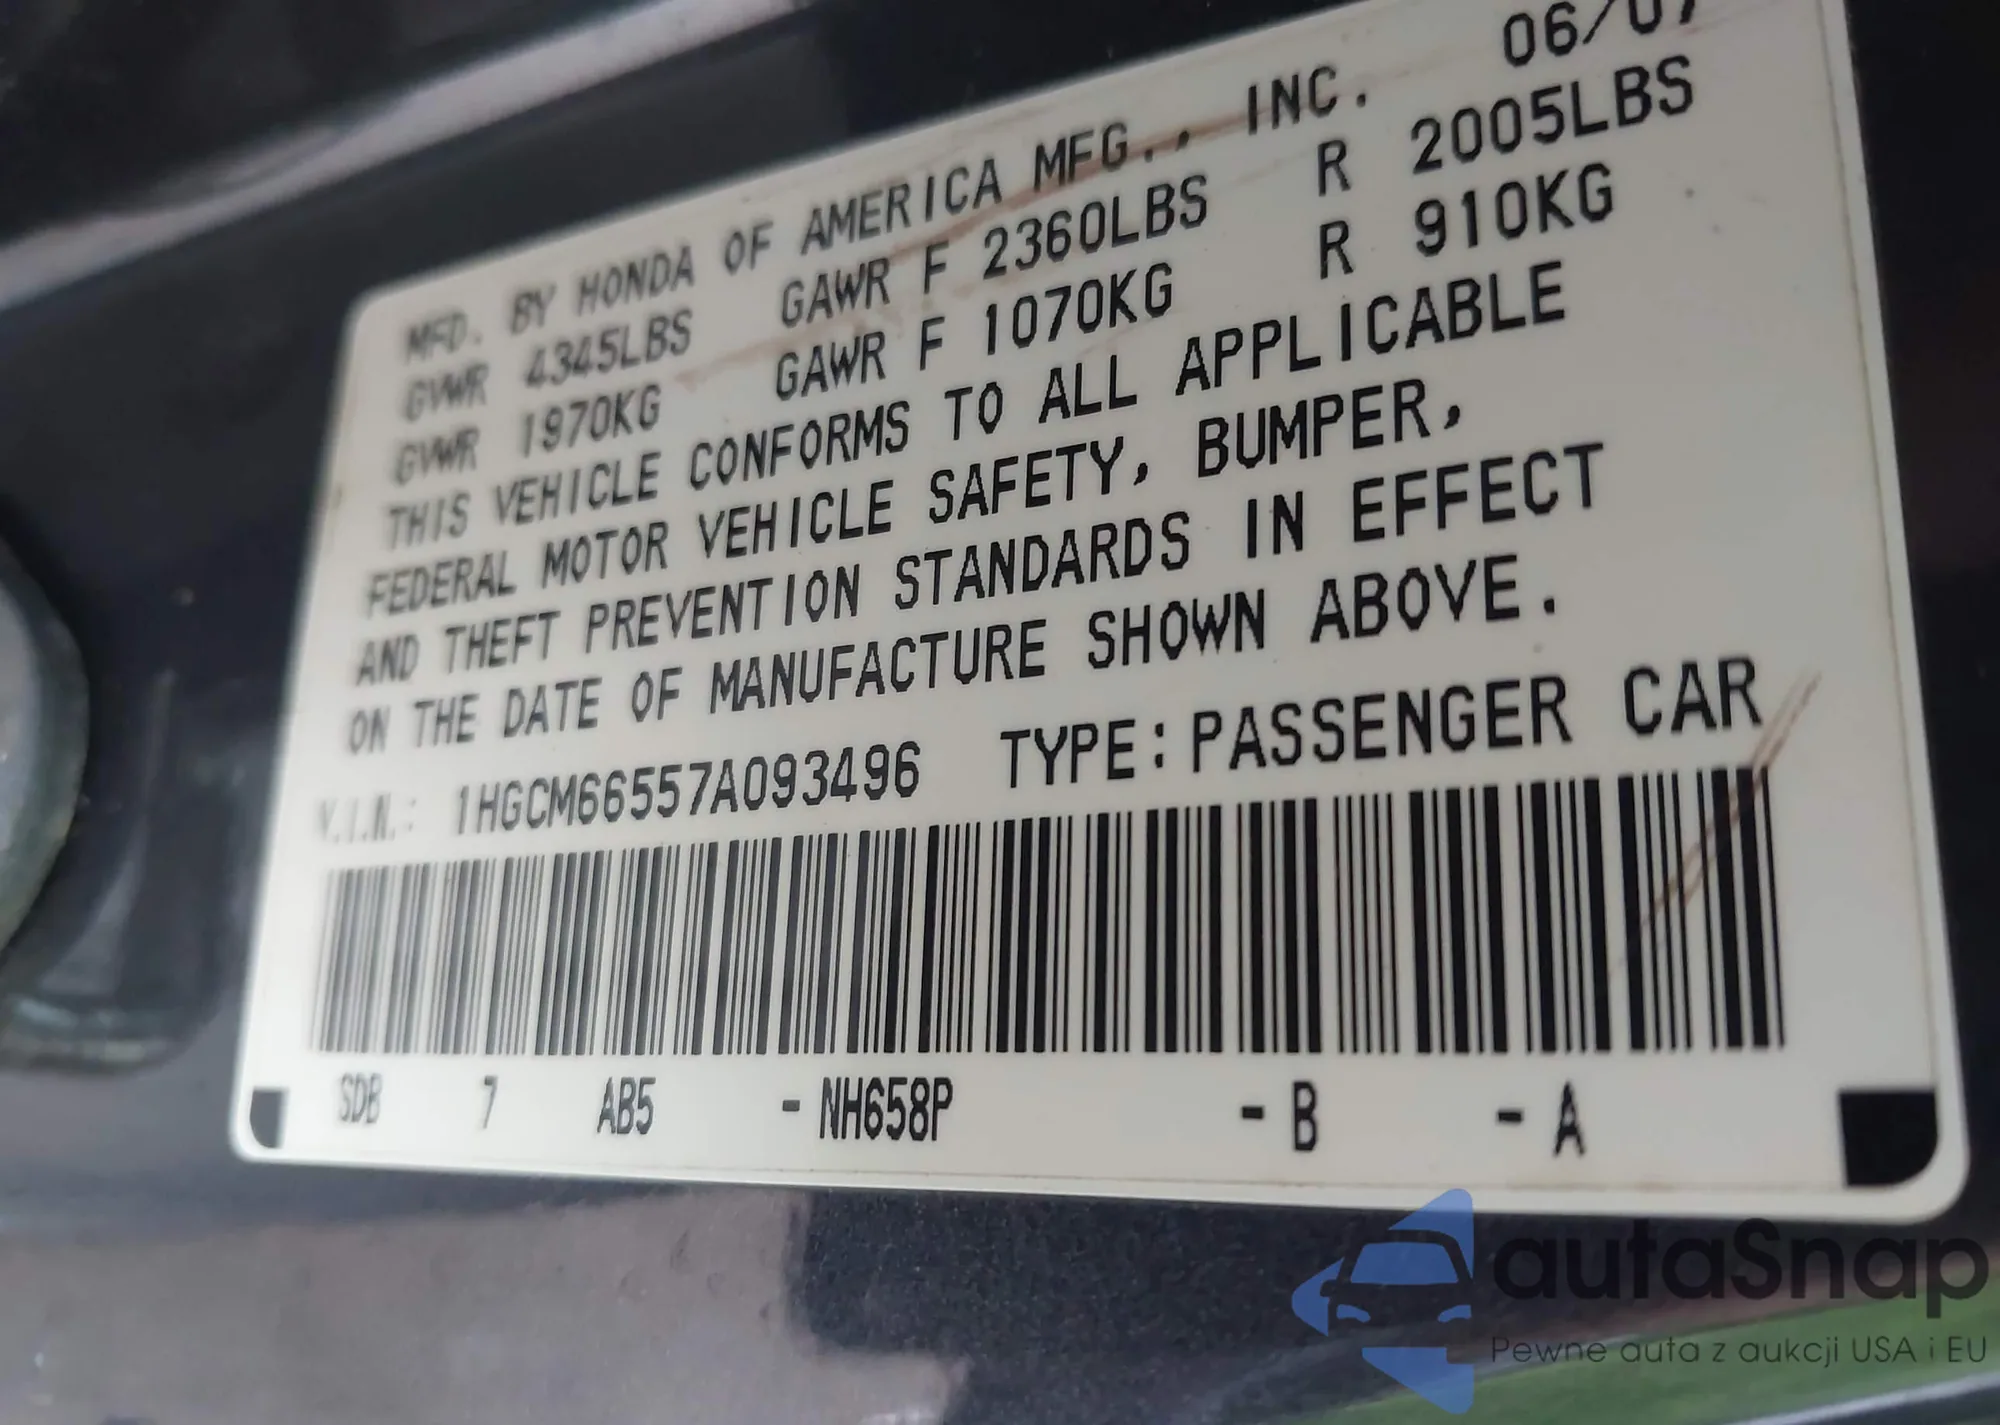 06/07
MFD. BY HONDA OF AMERICA MFG., INC.
GVWR 4345LBS GAWR F 2360LBS R 2005LBS
GVWR 1970KG GAWR F 1070KG R 910KG
THIS VEHICLE CONFORMS TO ALL APPLICABLE
FEDERAL MOTOR VEHICLE SAFETY, BUMPER,
AND THEFT PREVENTION STANDARDS IN EFFECT
ON THE DATE OF MANUFACTURE SHOWN ABOVE.
V.I.N.: 1HGCM66557A093496 TYPE:PASSENGER CAR
SDB 7 AB5 -NH658P -B -A
autaSnap
Pewne auta z aukcji USA i EU